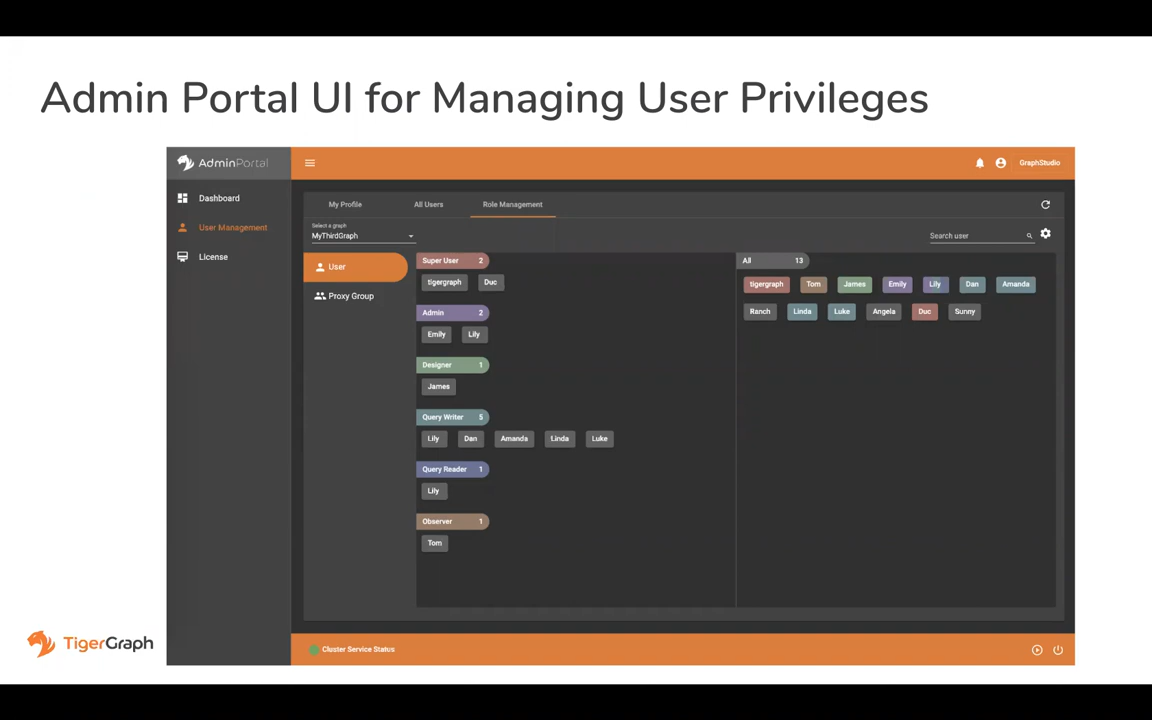 Admin Portal UI for Managing User Privileges
AdminPortal
GraphStudio
Dashboard
User Management
License
My Profile
All Users
Role Management
Select a graph
MyThirdGraph
Search user
User
Proxy Group
Super User 2
tigergraph Duc
Admin 2
Emily Lily
Designer 1
James
Query Writer 5
Lily Dan Amanda Linda Luke
Query Reader 1
Lily
Observer 1
Tom
All 13
tigergraph Tom James Emily Lily Dan Amanda
Ranch Linda Luke Angela Duc Sunny
Cluster Service Status
TigerGraph